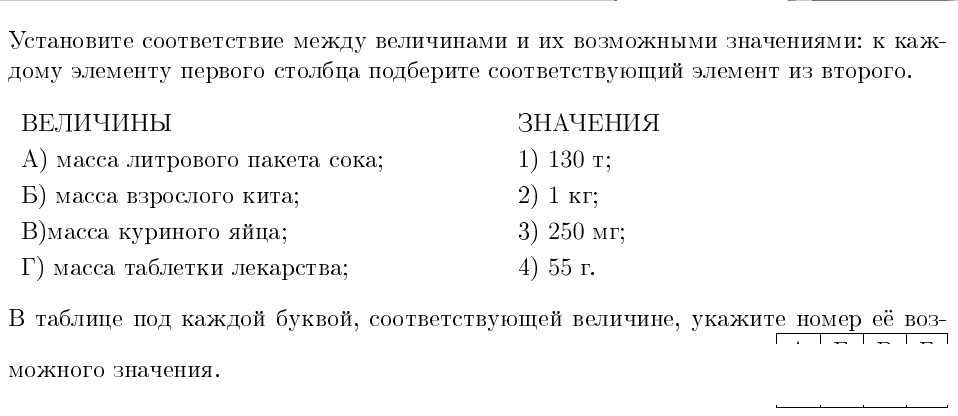 Установите соответствие между величинами и их возможными значениями: к каж-
дому элементу первого столбца подберите соответствующий элемент из второго.
ВЕЛИЧИНЫ ЗНАЧЕНИЯ
А) масса литрового пакета сока; 1) 130 т;
Б) масса взрослого кита; 2) 1 кг;
В)масса куриного яйца; 3) 250 мг;
Г) масса таблетки лекарства; 4) 55 г.
В таблице под каждой буквой, соответствующей величине, укажите номер её воз-
можного значения.